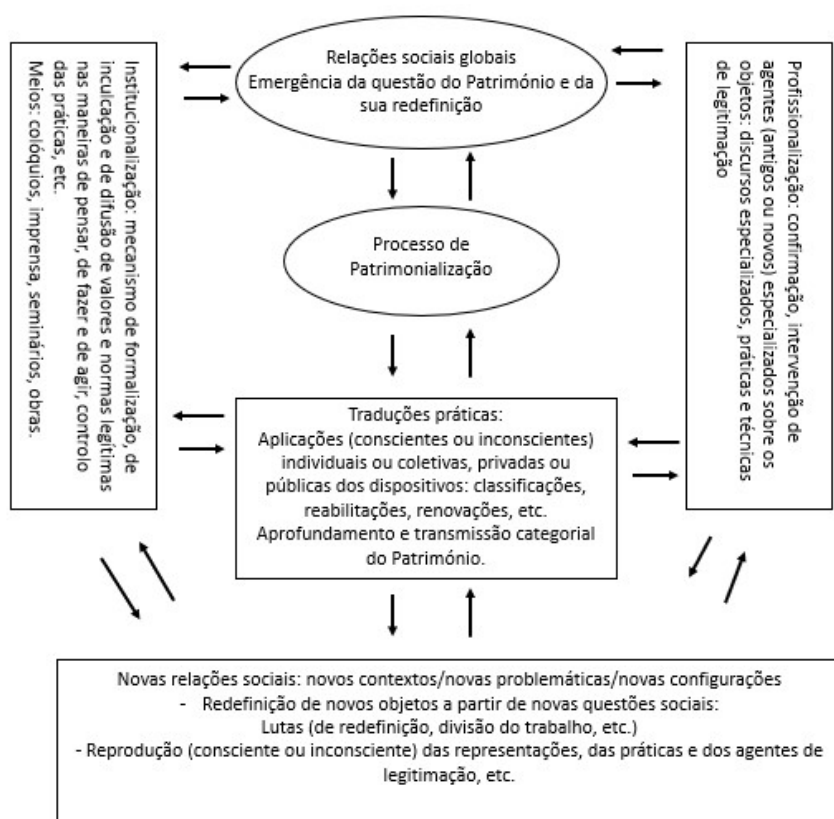 Relações sociais globais
Emergência da questão do Património e da
sua redefinição
Institucionalização: mecanismo de formalização, de
inculcação e de difusão de valores e normas legítimas
nas maneiras de pensar, de fazer e de agir, controlo
das práticas, etc.
Meios: colóquios, imprensa, seminários, obras.
Profissionalização: confirmação, intervenção de
agentes (antigos ou novos) especializados sobre os
objetos: discursos especializados, práticas e técnicas
de legitimação
Processo de
Patrimonialização
Traduções práticas:
Aplicações (conscientes ou inconscientes)
individuais ou coletivas, privadas ou
públicas dos dispositivos: classificações,
reabilitações, renovações, etc.
Aprofundamento e transmissão categorial
do Património.
Novas relações sociais: novos contextos/novas problemáticas/novas configurações
- Redefinição de novos objetos a partir de novas questões sociais:
Lutas (de redefinição, divisão do trabalho, etc.)
- Reprodução (consciente ou inconsciente) das representações, das práticas e dos agentes de
legitimação, etc.